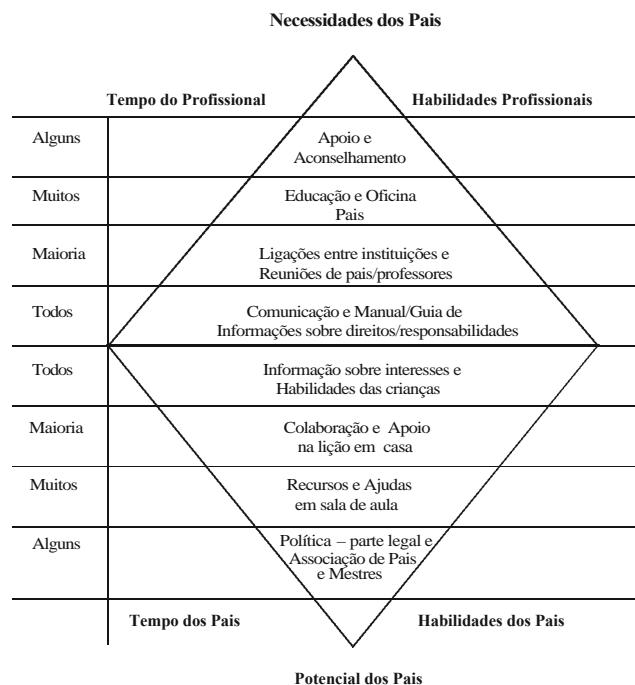 Necessidades dos Pais
Tempo do Profissional
Habilidades Profissionais
Alguns
Apoio e
Aconselhamento
Muitos
Educação e Oficina
Pais
Maioria
Ligações entre instituições e
Reuniões de pais/professores
Todos
Comunicação e Manual/Guia de
Informações sobre direitos/responsabilidades
Todos
Informação sobre interesses e
Habilidades das crianças
Maioria
Colaboração e Apoio
na lição em casa
Muitos
Recursos e Ajudas
em sala de aula
Alguns
Política – parte legal e
Associação de Pais
e Mestres
Tempo dos Pais
Habilidades dos Pais
Potencial dos Pais